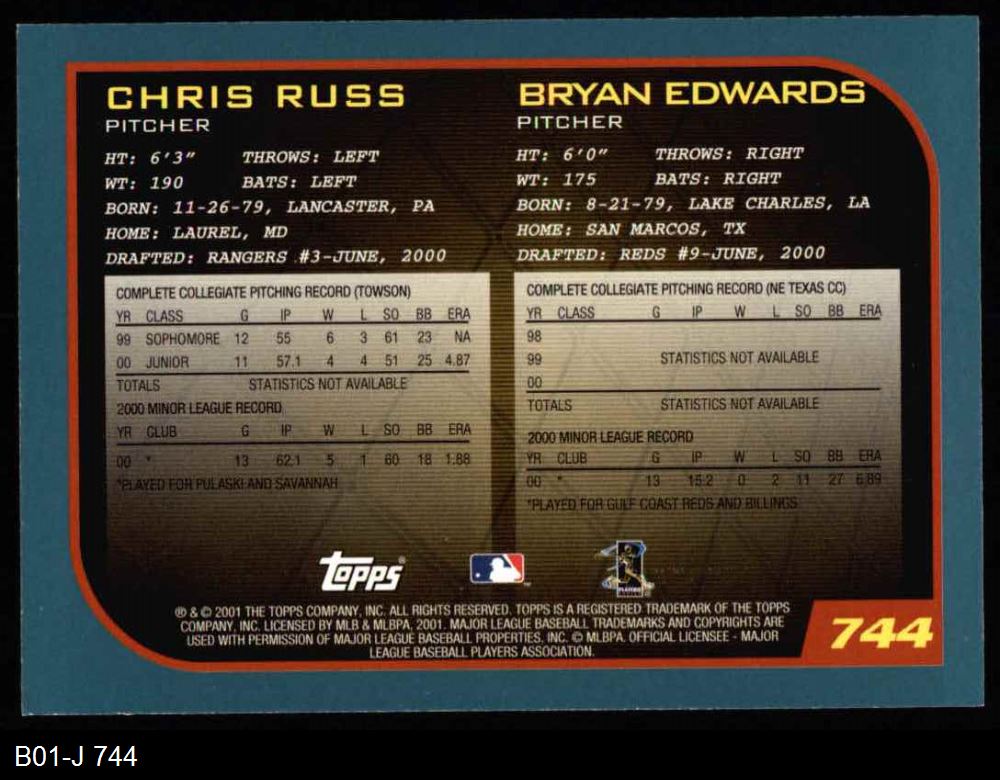 CHRIS RUSS
PITCHER
HT: 6'3" THROWS: LEFT
WT: 190 BATS: LEFT
BORN: 11-26-79, LANCASTER, PA
HOME: LAUREL, MD
DRAFTED: RANGERS #3-JUNE, 2000
COMPLETE COLLEGIATE PITCHING RECORD (TOWSON)
YR CLASS G IP W L SO BB ERA
99 SOPHOMORE 12 55 6 3 61 23 NA
00 JUNIOR 11 57.1 4 4 51 25 4.87
TOTALS STATISTICS NOT AVAILABLE
2000 MINOR LEAGUE RECORD
YR CLUB G IP W L SO BB ERA
00 * 13 62.1 5 1 60 18 1.88
*PLAYED FOR PULASKI AND SAVANNAH
BRYAN EDWARDS
PITCHER
HT: 6'0" THROWS: RIGHT
WT: 175 BATS: RIGHT
BORN: 8-21-79, LAKE CHARLES, LA
HOME: SAN MARCOS, TX
DRAFTED: REDS #9-JUNE, 2000
COMPLETE COLLEGIATE PITCHING RECORD (NE TEXAS CC)
YR CLASS G IP W L SO BB ERA
98
99 STATISTICS NOT AVAILABLE
00
TOTALS STATISTICS NOT AVAILABLE
2000 MINOR LEAGUE RECORD
YR CLUB G IP W L SO BB ERA
00 * 13 15.2 0 2 11 27 6.89
*PLAYED FOR GULF COAST REDS AND BILLINGS
Topps®
® & © 2001 THE TOPPS COMPANY, INC. ALL RIGHTS RESERVED. TOPPS IS A REGISTERED TRADEMARK OF THE TOPPS
COMPANY, INC. LICENSED BY MLB & MLBPA, 2001. MAJOR LEAGUE BASEBALL TRADEMARKS AND COPYRIGHTS ARE
USED WITH PERMISSION OF MAJOR LEAGUE BASEBALL PROPERTIES, INC. © MLBPA. OFFICIAL LICENSEE - MAJOR
LEAGUE BASEBALL PLAYERS ASSOCIATION.
744
B01-J 744